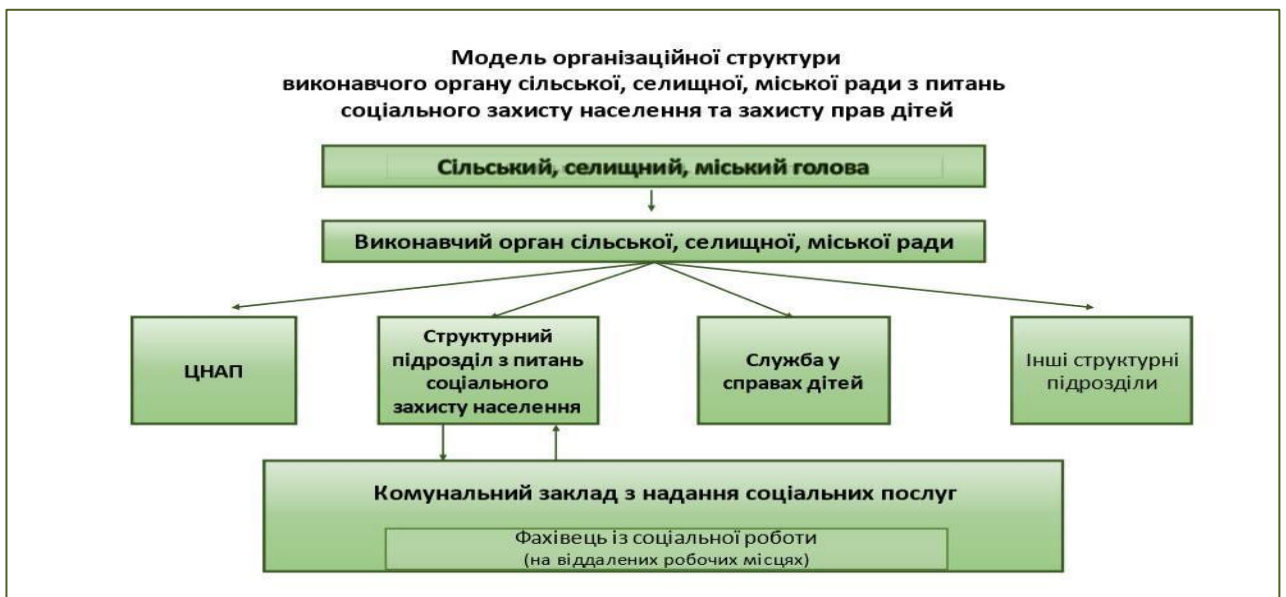 Модель організаційної структури
виконавчого органу сільської, селищної, міської ради з питань
соціального захисту населення та захисту прав дітей
Сільський, селищний, міський голова
Виконавчий орган сільської, селищної, міської ради
ЦНАП
Структурний
підрозділ з питань
соціального
захисту населення
Служба у
справах дітей
Інші структурні
підрозділи
Комунальний заклад з надання соціальних послуг
Фахівець із соціальної роботи
(на віддалених робочих місцях)